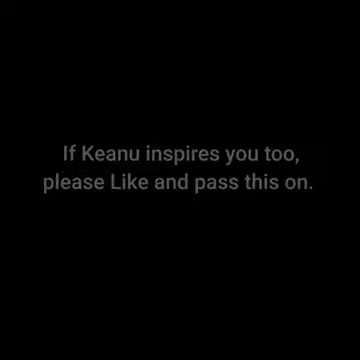 If Keanu inspires you too,
please Like and pass this on.